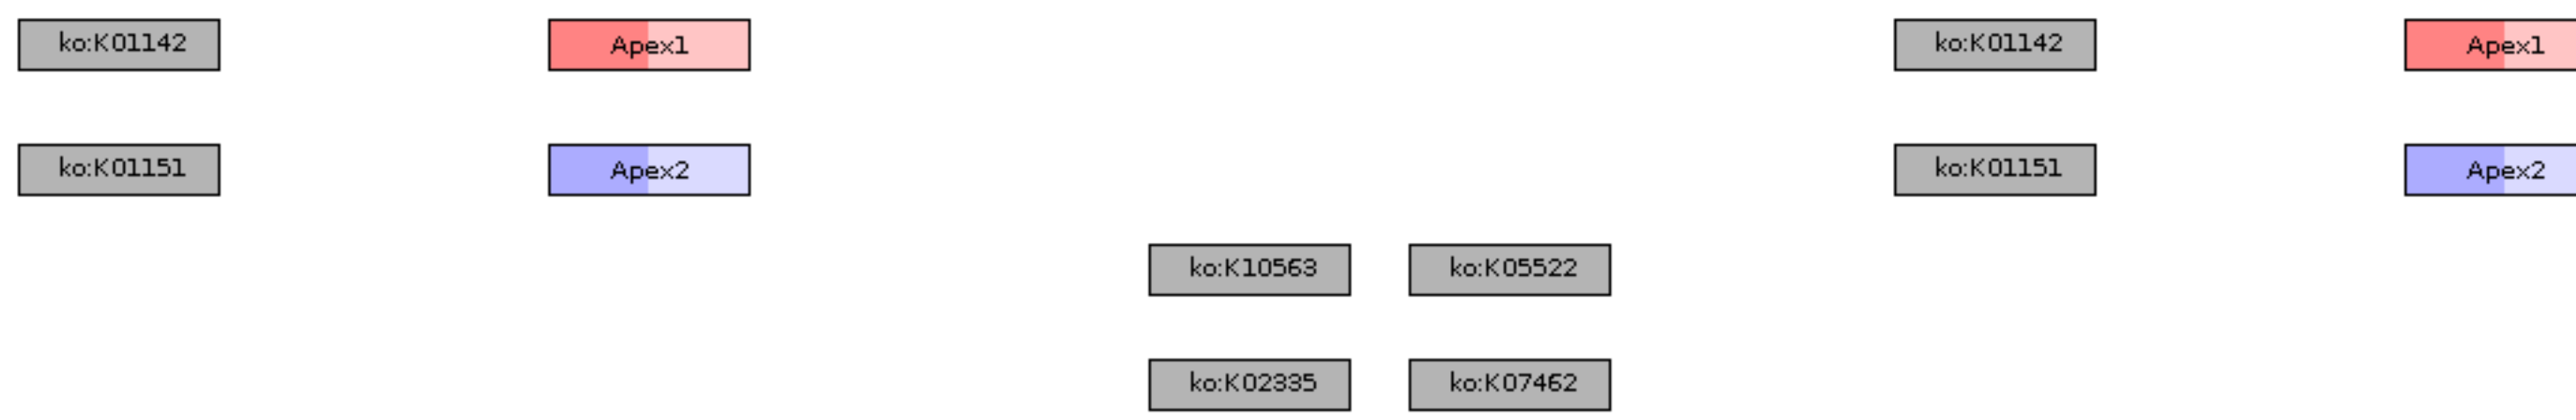 ko:K01142 Apex1 ko:K01142 Apex1
ko:K01151 Apex2 ko:K01151 Apex2
ko:K10563 ko:K05522
ko:K02335 ko:K07462